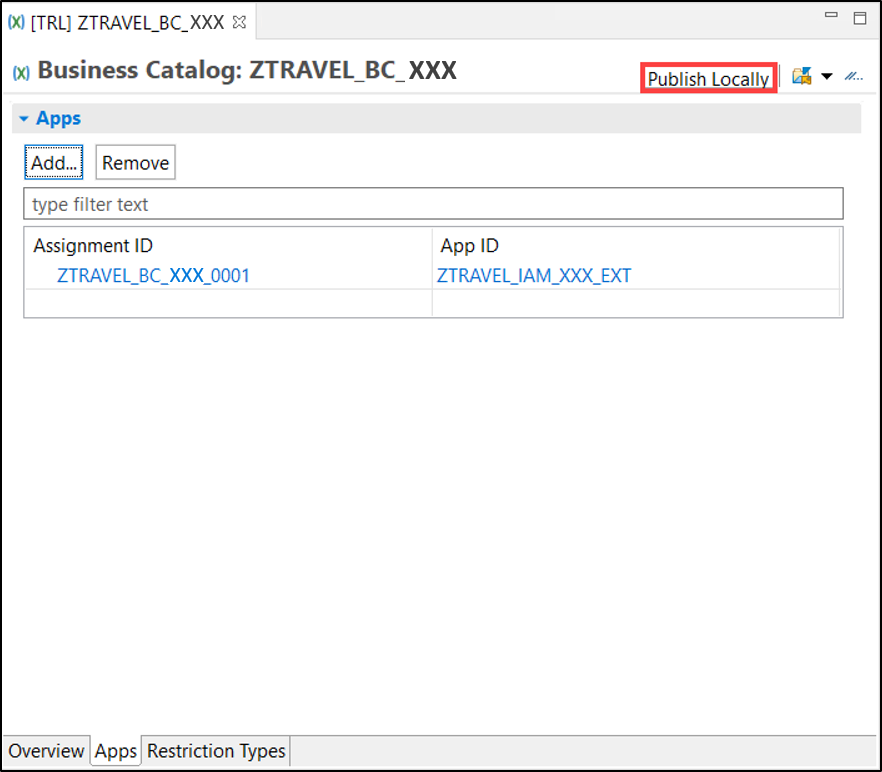 [TRL] ZTRAVEL_BC_XXX
Business Catalog: ZTRAVEL_BC_XXX
Publish Locally
Apps
Add... Remove
type filter text
Assignment ID App ID
ZTRAVEL_BC_XXX_0001 ZTRAVEL_IAM_XXX_EXT
Overview Apps Restriction Types